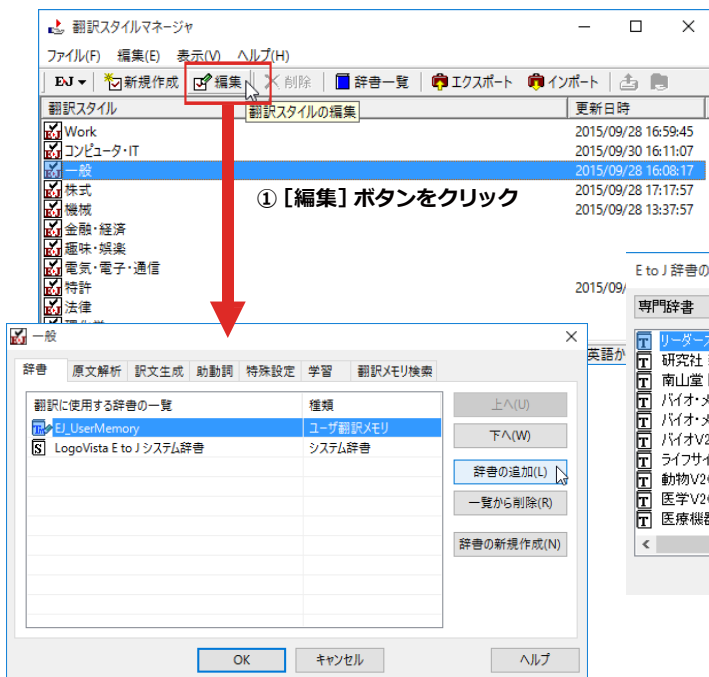 翻訳スタイルマネージャ
ファイル(F) 編集(E) 表示(V) ヘルプ(H)
EJ 新規作成 編集 削除 辞書一覧 エクスポート インポート
翻訳スタイル 更新日時
翻訳スタイルの編集
Work 2015/09/28 16:59:45
コンピュータ・IT 2015/09/30 16:11:07
一般 2015/09/28 16:08:17
株式 2015/09/28 17:17:57
機械 2015/09/28 13:37:57
① [編集] ボタンをクリック
金融・経済
趣味・娯楽
電気・電子・通信
特許 2015/09/
法律
英語か
E to J 辞書の
専門辞書
リーダーズ
研究社
南山堂
バイオ・メ
バイオ・メ
バイオV2
ライフサイ
動物V2
医学V2
医療機器
一般
辞書 原文解析 訳文生成 助動詞 特殊設定 学習 翻訳メモリ検索
翻訳に使用する辞書の一覧 種類
EJ_UserMemory ユーザ翻訳メモリ
LogoVista E to J システム辞書 システム辞書
上へ(U)
下へ(W)
辞書の追加(L)
一覧から削除(R)
辞書の新規作成(N)
OK キャンセル ヘルプ